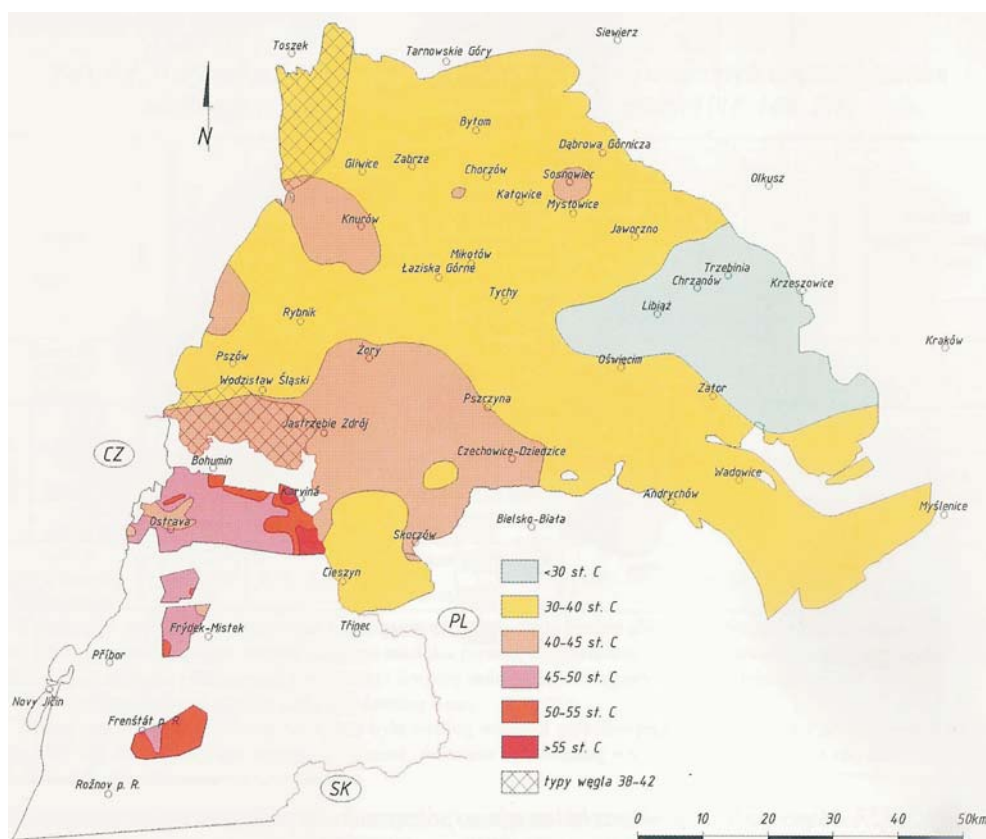 Siewierz
Toszek
Tarnowskie Góry
N
Bytom
Dąbrowa Górnicza
Gliwice
Zabrze
Chorzów
Sosnowiec
Olkusz
Katowice
Mysłowice
Knurów
Jaworzno
Mikołów
Łaziska Górne
Trzebinia
Chrzanów
Krzeszowice
Tychy
Libiąż
Rybnik
Kraków
Żory
Pszów
Oświęcim
Wodzisław Śląski
Zator
Pszczyna
Jastrzębie Zdrój
CZ
Bohumin
Czechowice-Dziedzice
Wadowice
Karviná
Andrychów
Myślenice
Ostrava
Skoczów
Bielsko-Biała
Cieszyn
<30 st. C
30-40 st. C
PL
Frýdek-Mistek
Třinec
40-45 st. C
Příbor
45-50 st. C
Nový Jičín
Frenštát p. R.
50-55 st. C
>55 st. C
Rožnov p. R.
SK
typy węgla 38-42
0 10 20 30 40 50km